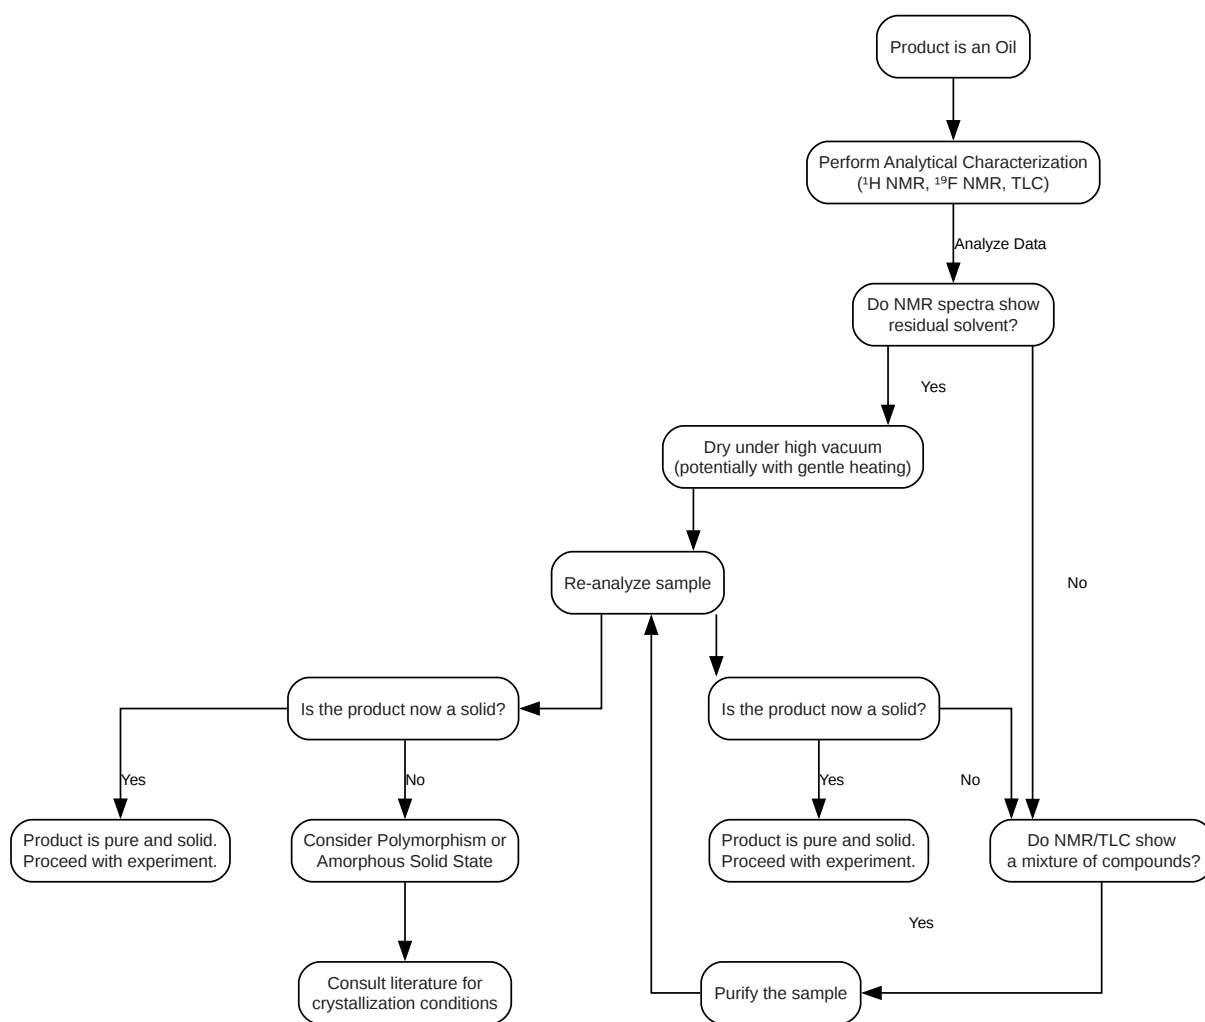 Product is an Oil
Perform Analytical Characterization
(¹H NMR, ¹⁹F NMR, TLC)
Analyze Data
Do NMR spectra show
residual solvent?
Yes
Dry under high vacuum
(potentially with gentle heating)
Re-analyze sample
No
Is the product now a solid?
Is the product now a solid?
Yes
No
Yes
No
Product is pure and solid.
Proceed with experiment.
Consider Polymorphism or
Amorphous Solid State
Product is pure and solid.
Proceed with experiment.
Do NMR/TLC show
a mixture of compounds?
Yes
Consult literature for
crystallization conditions
Purify the sample